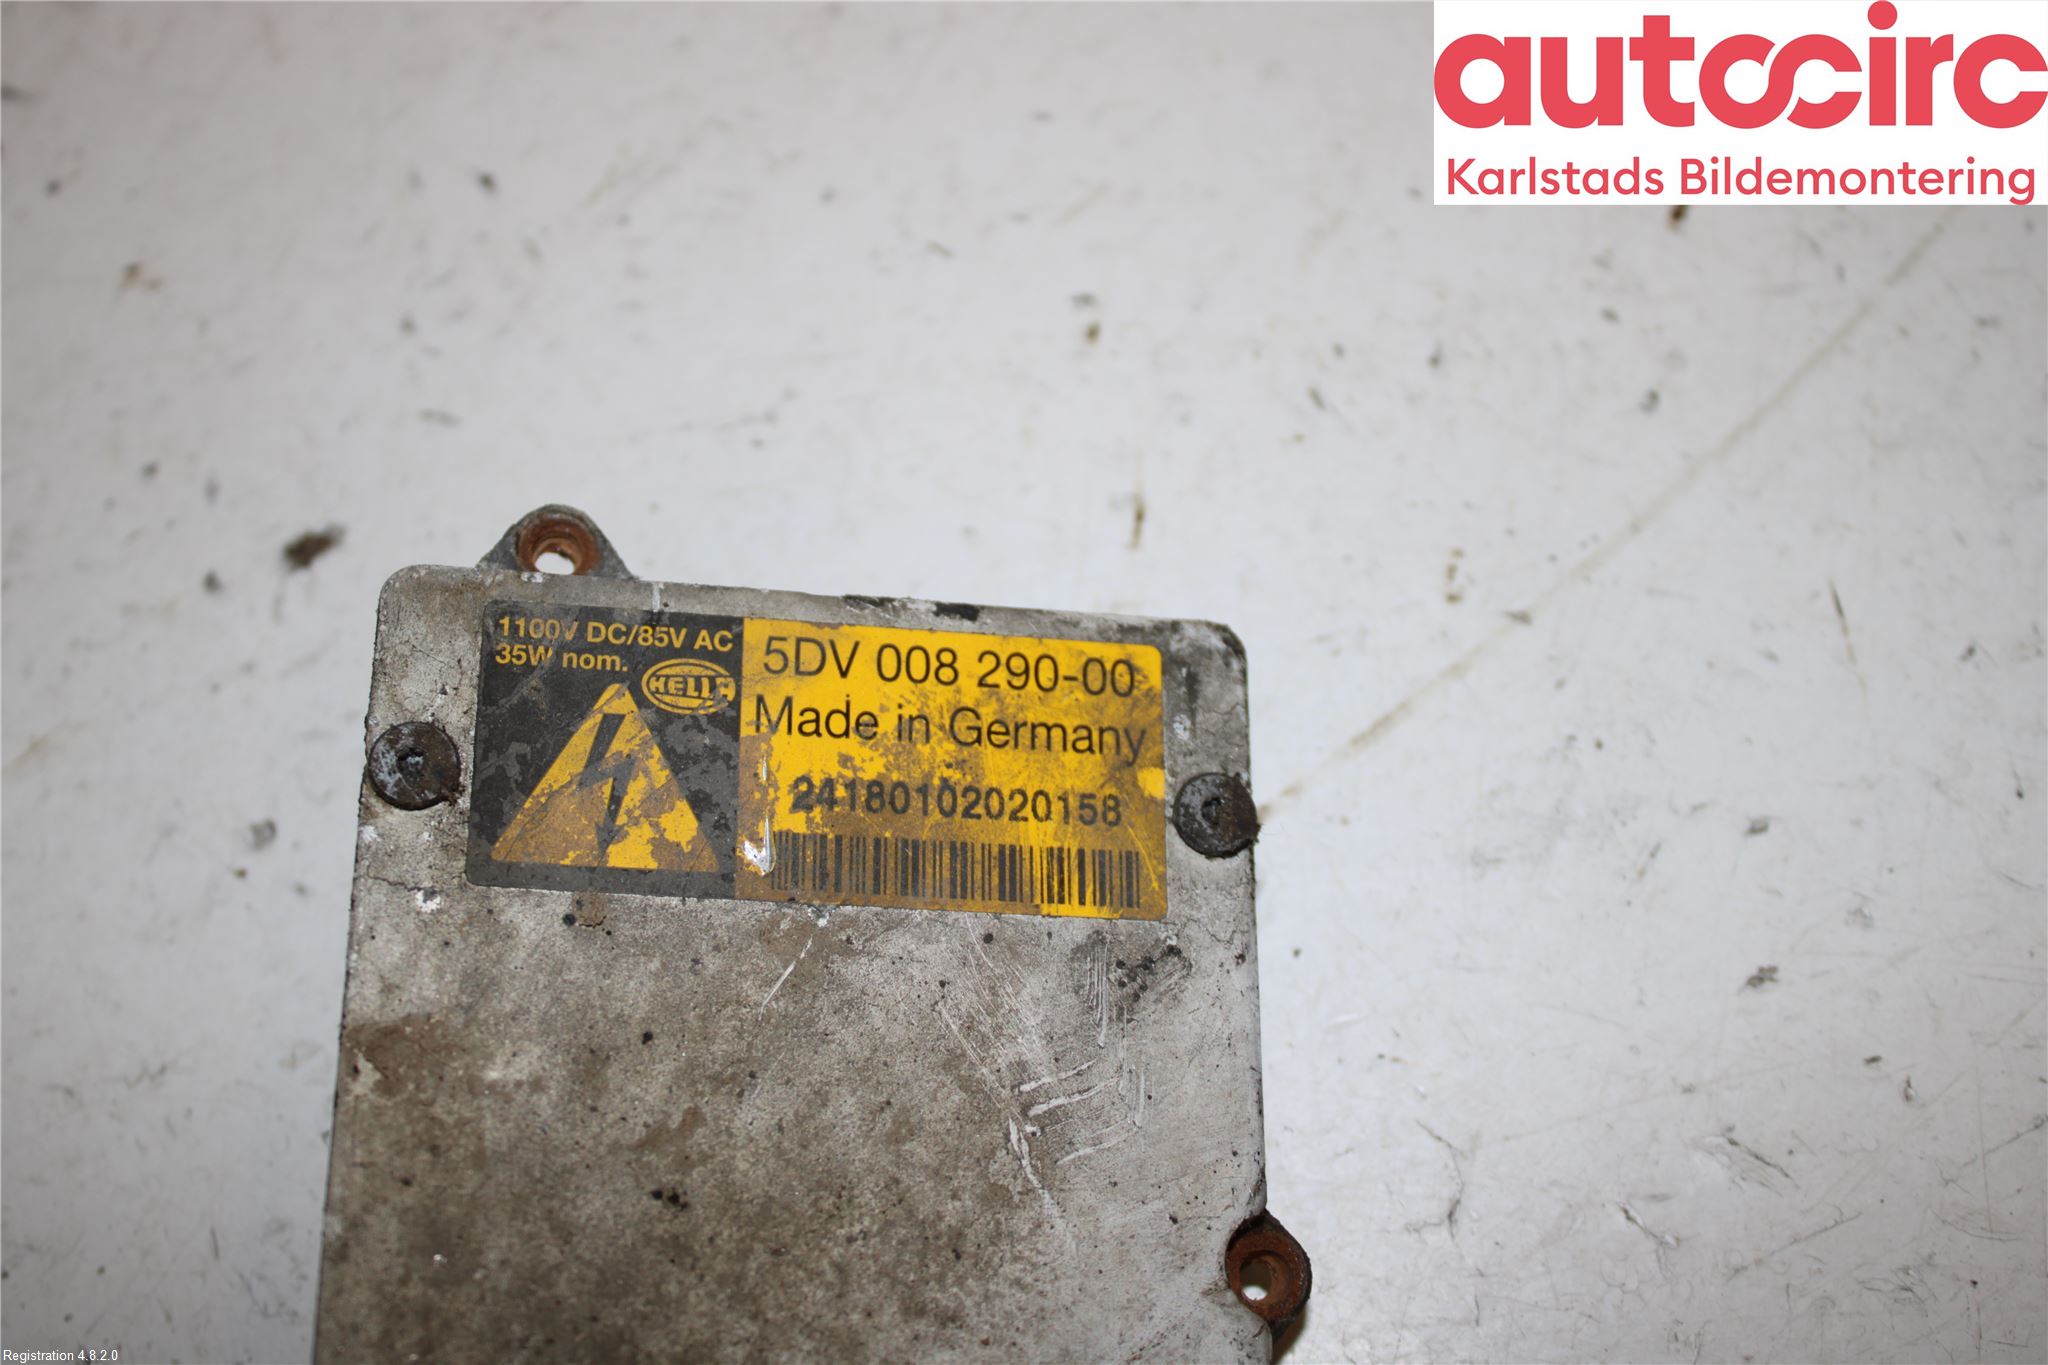 autocirc
Karlstads Bildemontering
1100V DC/85V AC
35W nom.
HELLA
5DV 008 290-00
Made in Germany
24180102020158
Registration 4.8.2.0